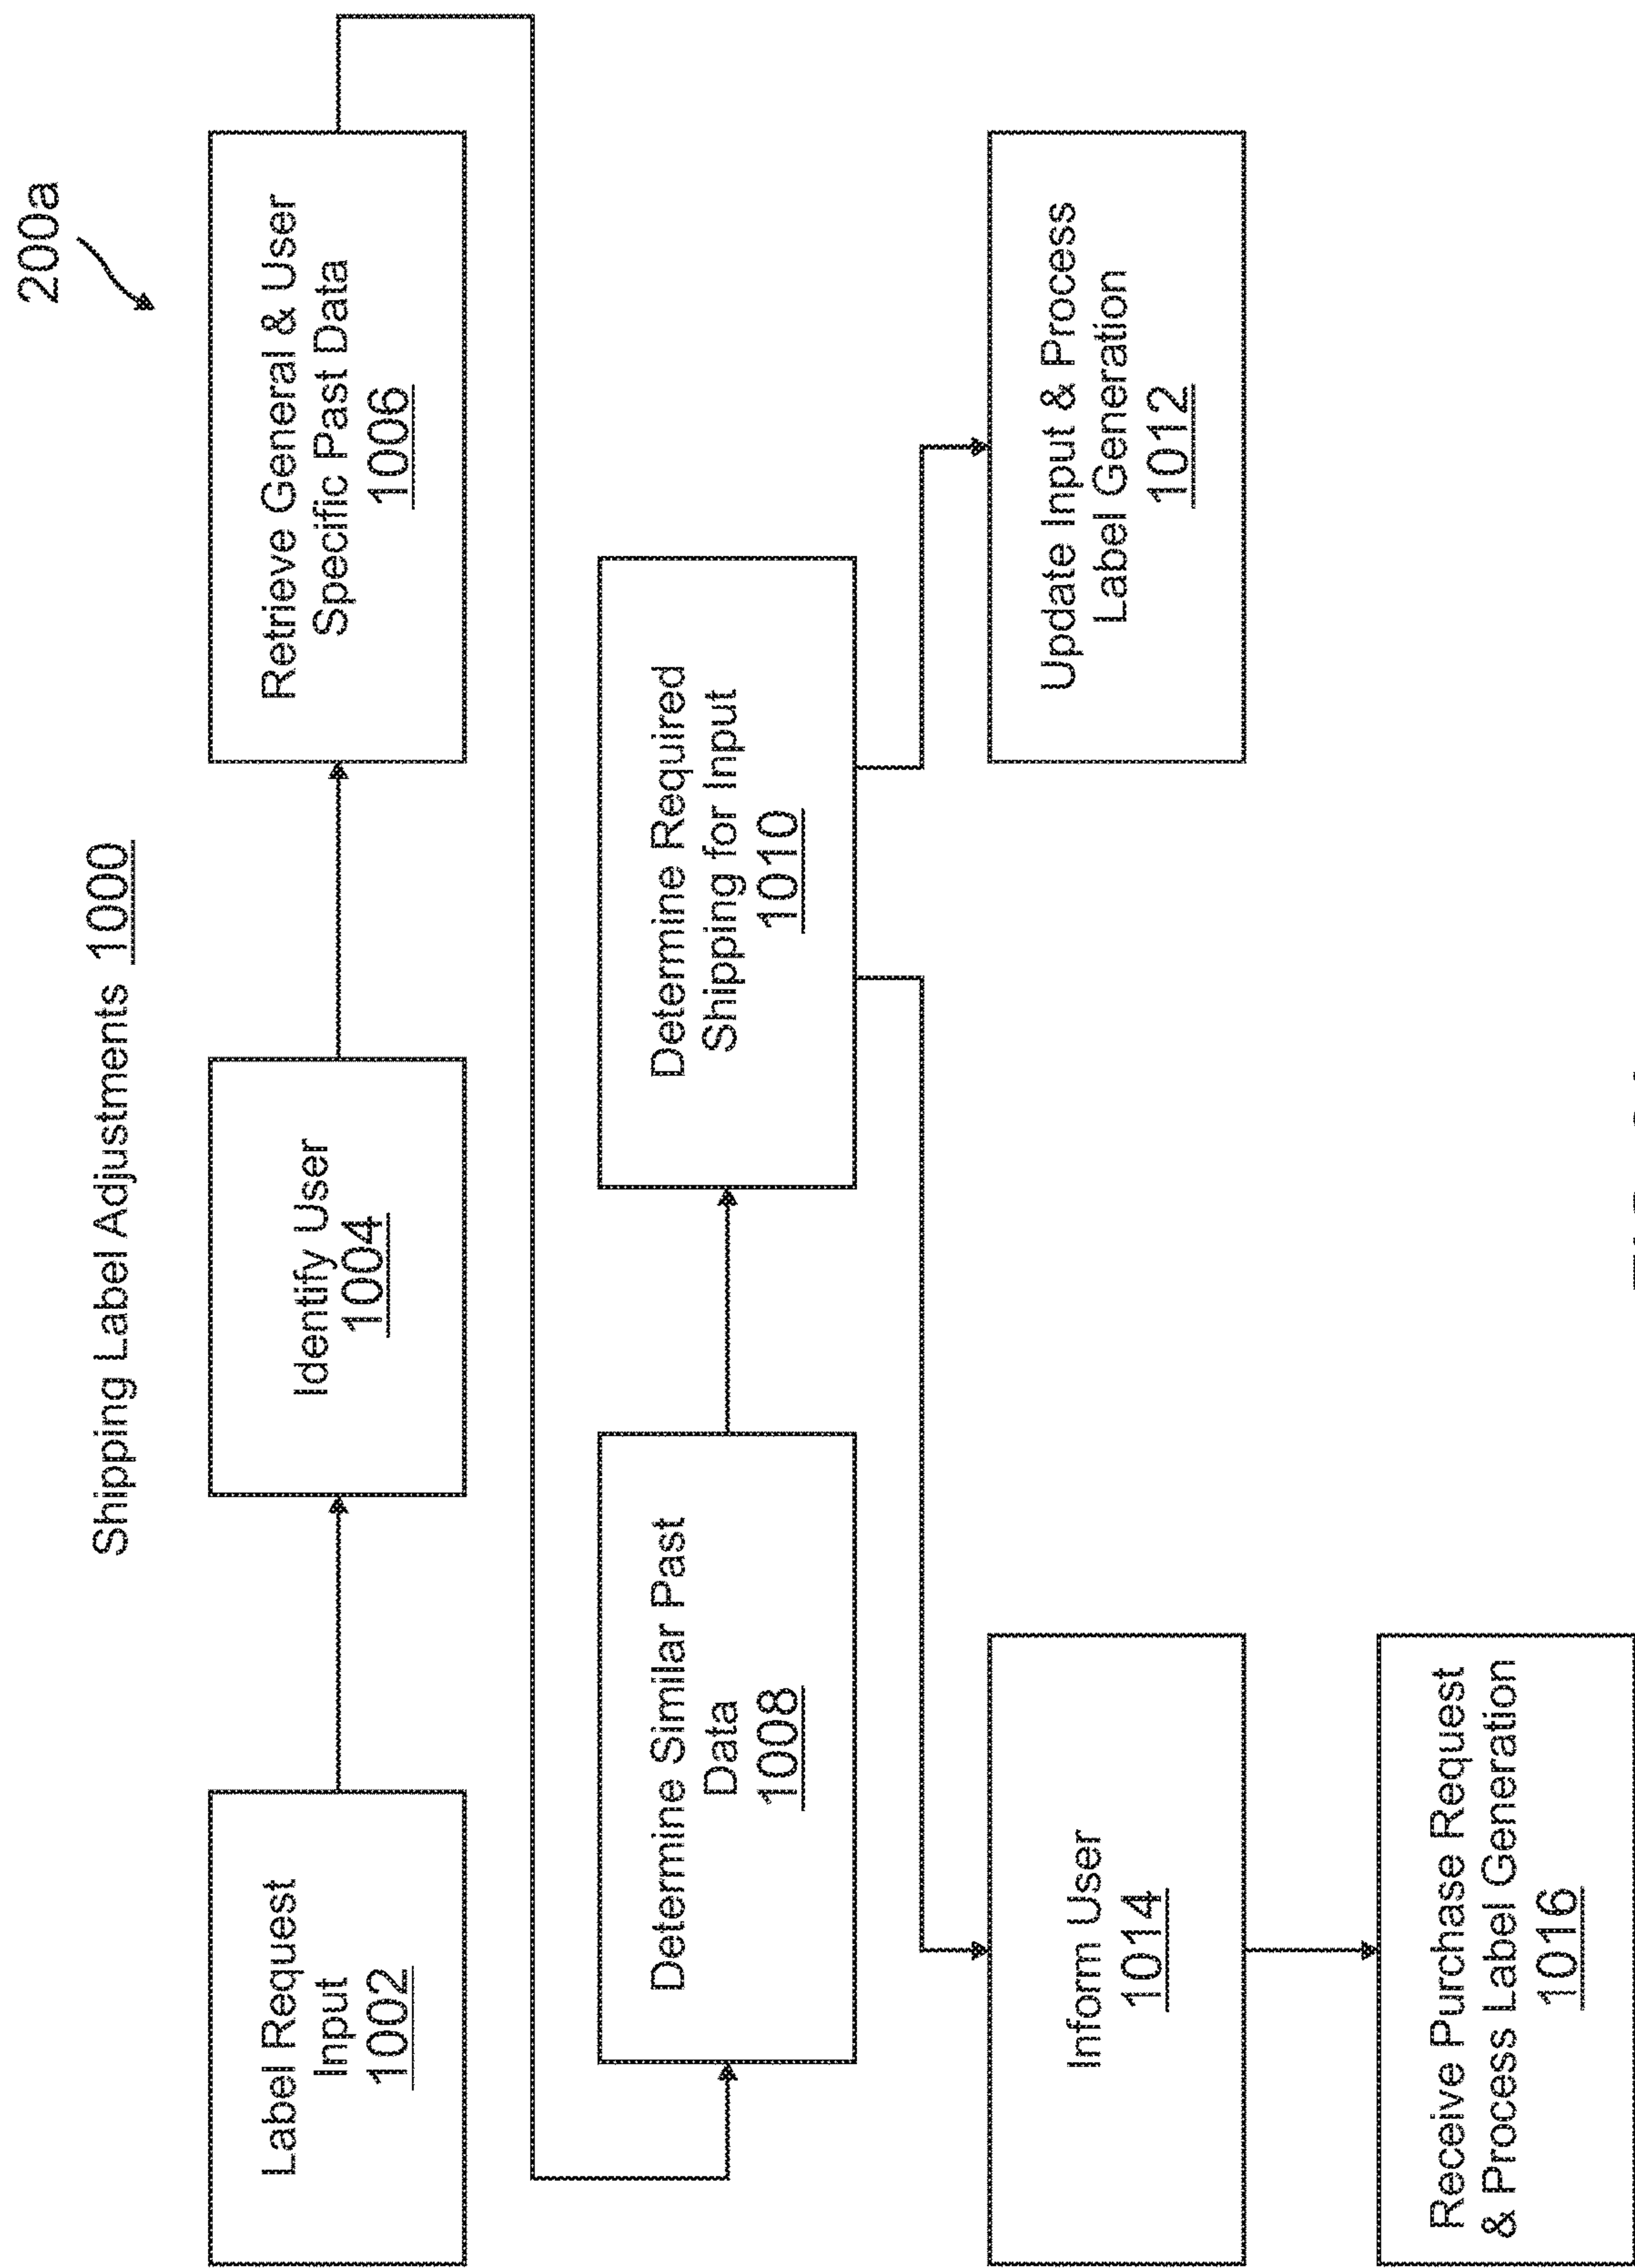 Shipping Label Adjustments 1000
200a
Label Request
Input
1002
Identify User
1004
Retrieve General & User
Specific Past Data
1006
Determine Similar Past
Data
1008
Determine Required
Shipping for Input
1010
Inform User
1014
Update Input & Process
Label Generation
1012
Receive Purchase Request
& Process Label Generation
1016